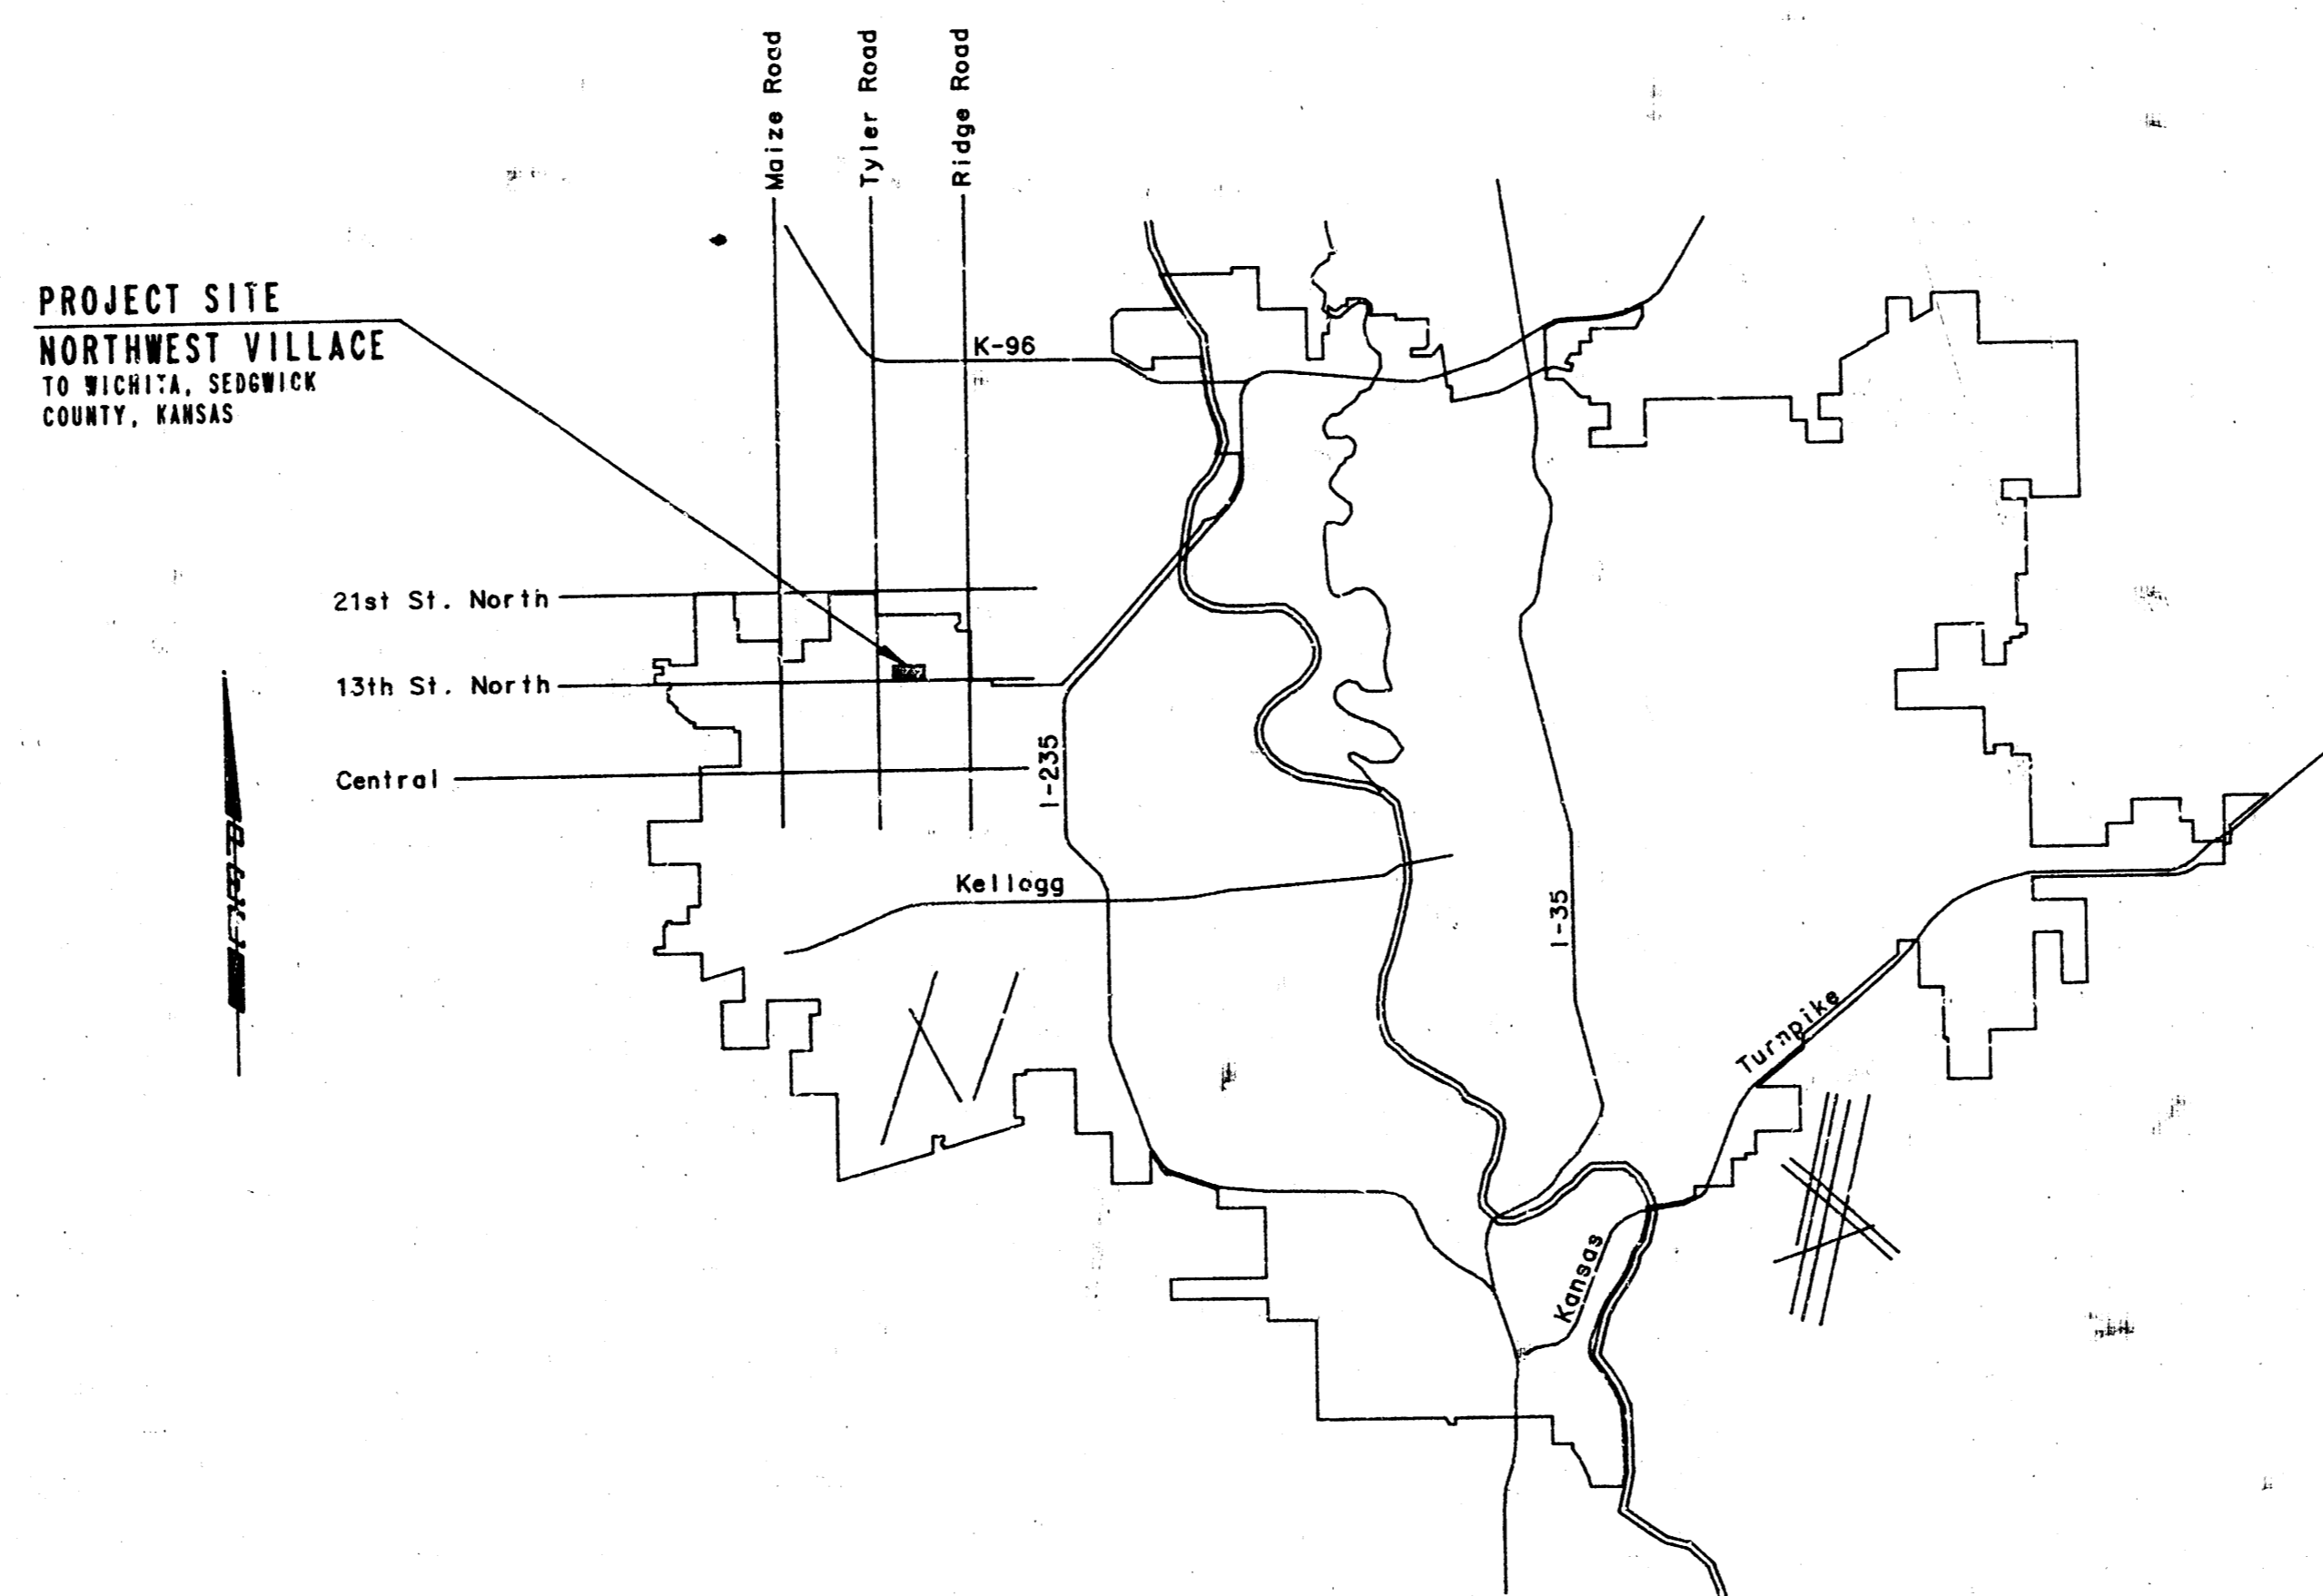 Maize Road
Tyler Road
Ridge Road
PROJECT SITE
NORTHWEST VILLACE
TO WICHITA, SEDGWICK
COUNTY, KANSAS
K-96
21st St. North
13th St. North
Central
I-235
Kellogg
I-35
Turnpike
Kansas